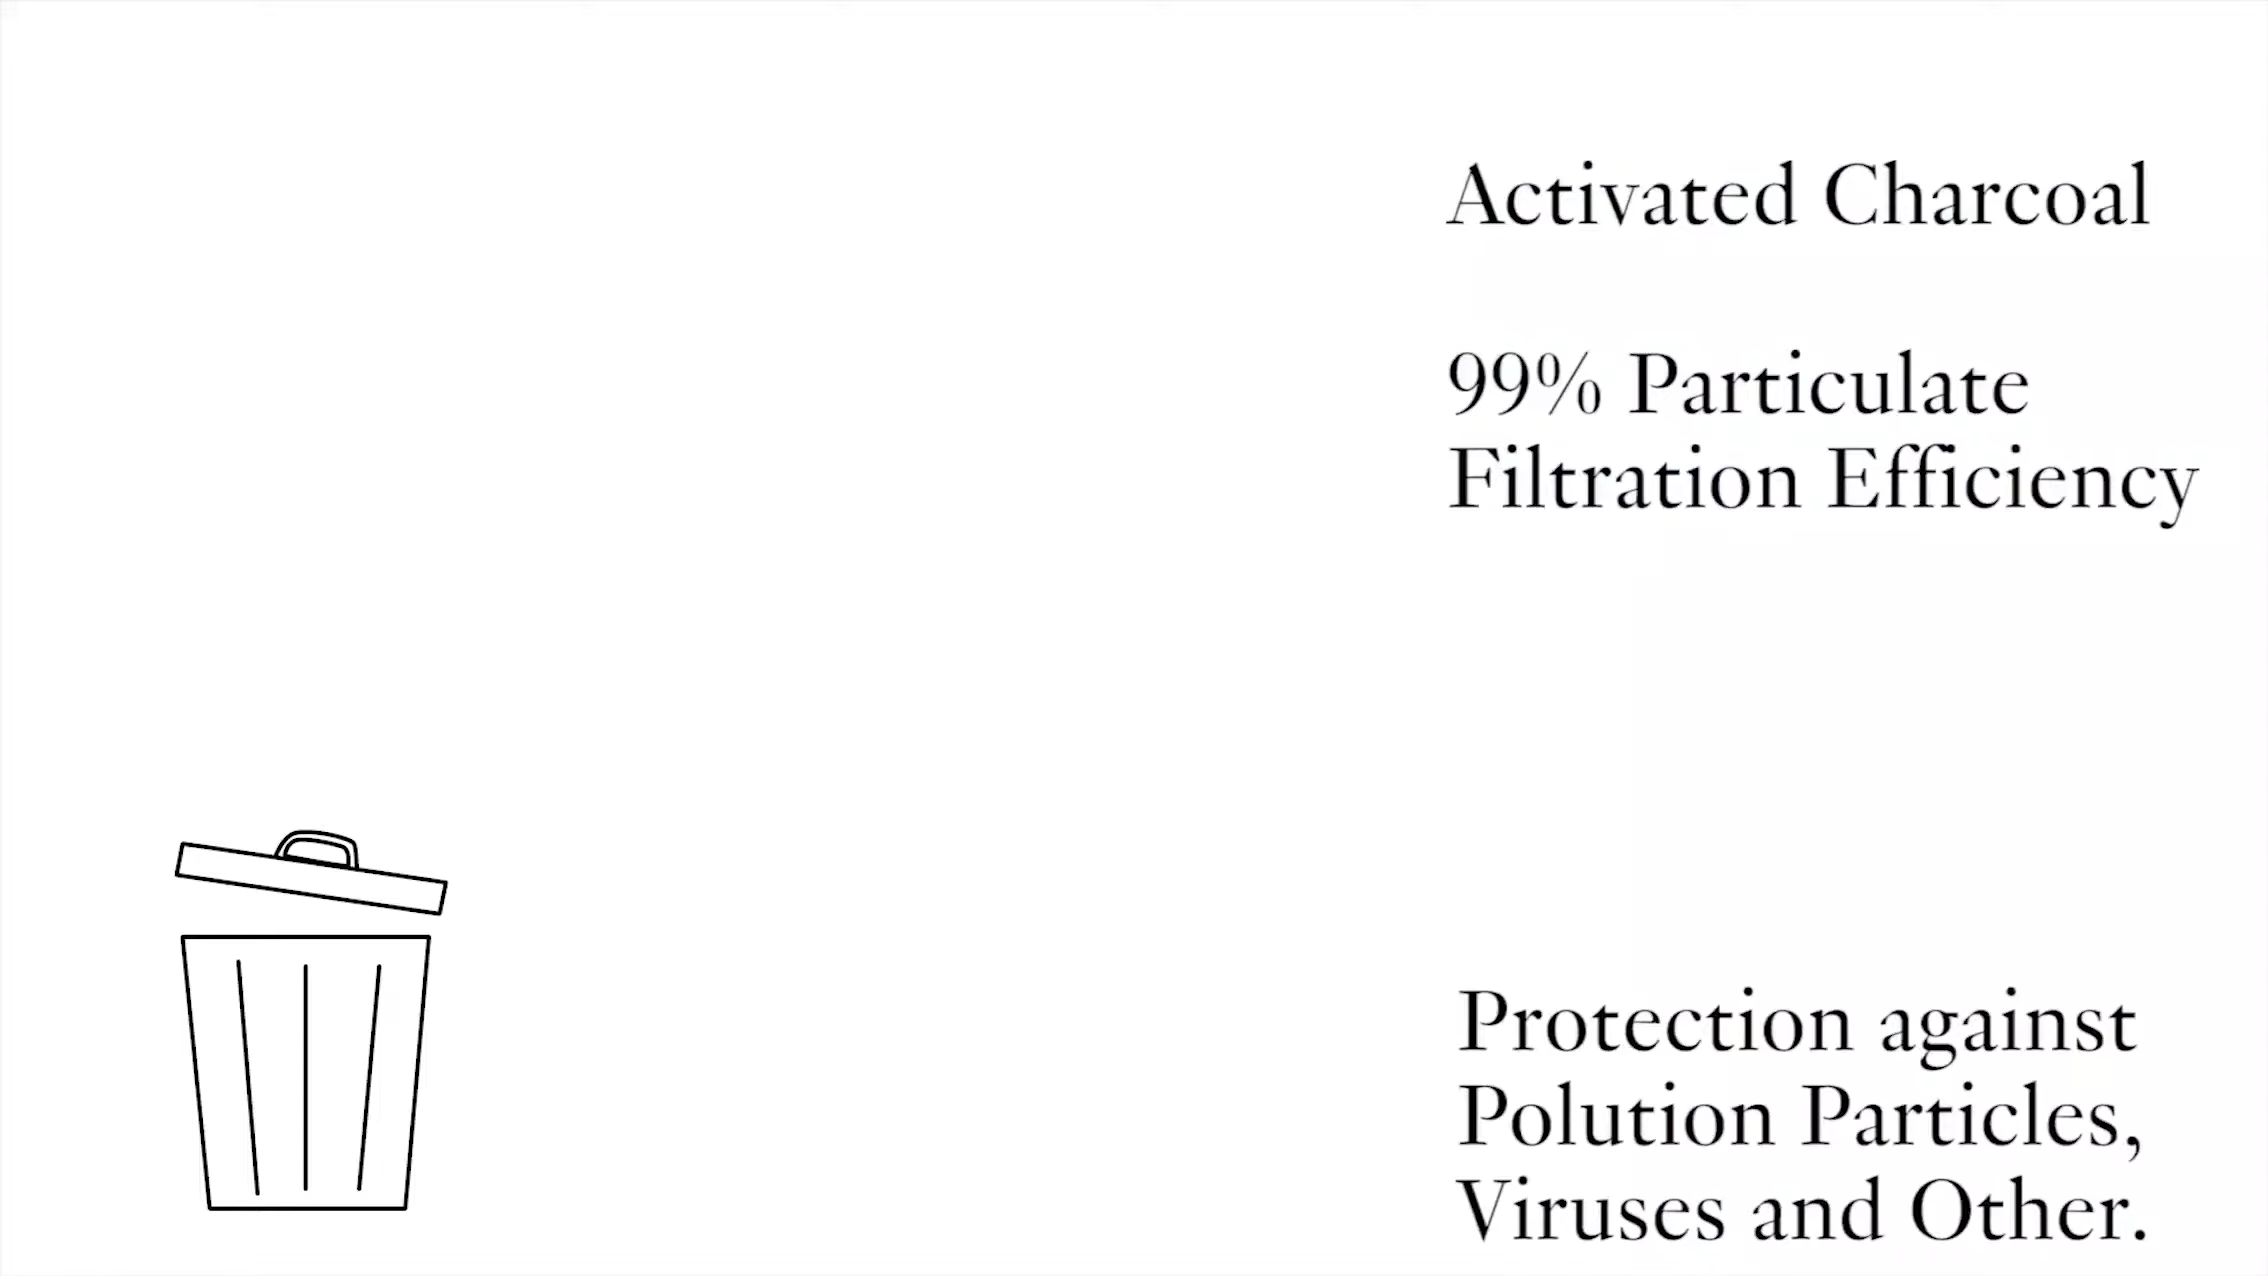 Activated Charcoal
99% Particulate
Filtration Efficiency
Protection against
Polution Particles,
Viruses and Other.